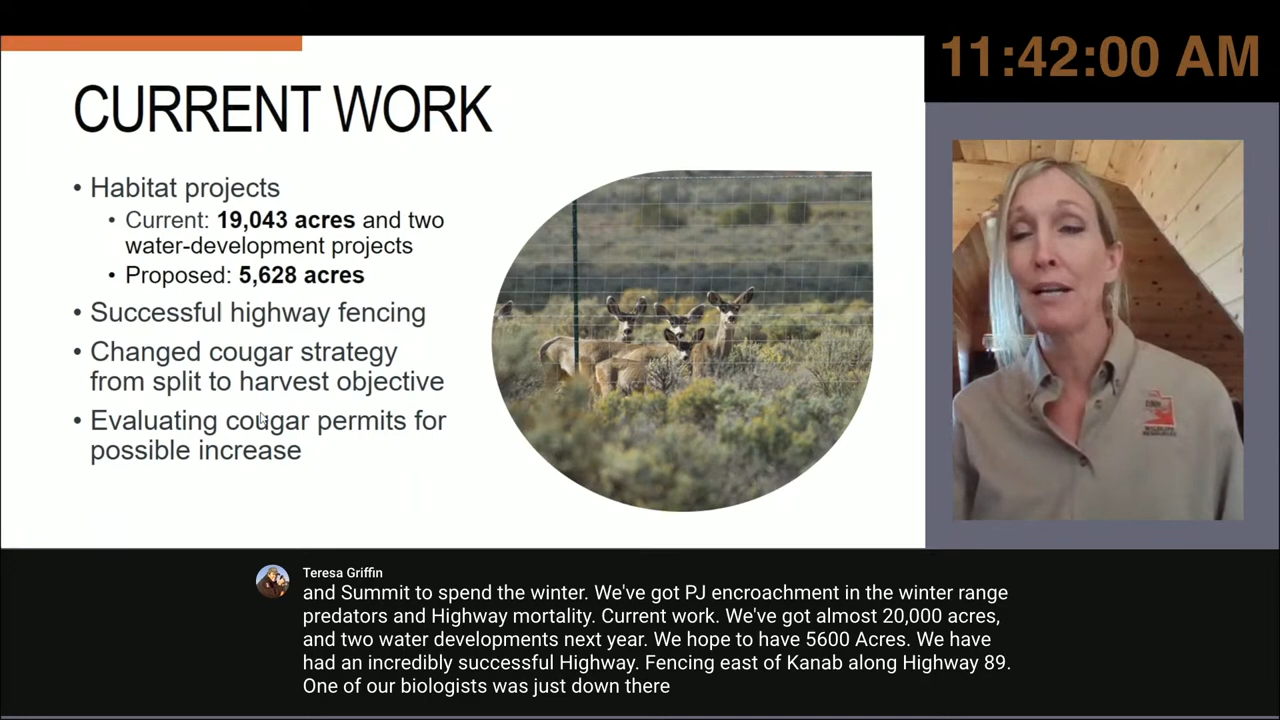 11:42:00 AM
CURRENT WORK
• Habitat projects
• Current: 19,043 acres and two
water-development projects
• Proposed: 5,628 acres
• Successful highway fencing
• Changed cougar strategy
from split to harvest objective
• Evaluating cougar permits for
possible increase
Teresa Griffin
and Summit to spend the winter. We've got PJ encroachment in the winter range
predators and Highway mortality. Current work. We've got almost 20,000 acres,
and two water developments next year. We hope to have 5600 Acres. We have
had an incredibly successful Highway. Fencing east of Kanab along Highway 89.
One of our biologists was just down there